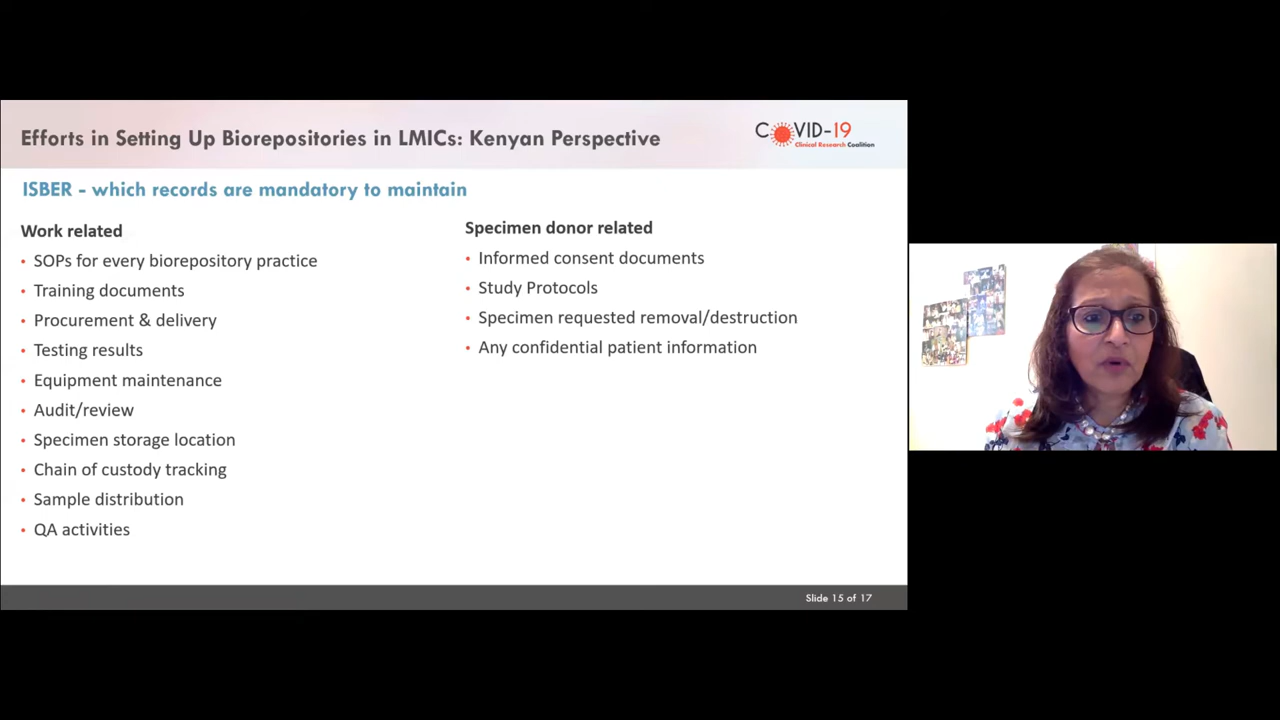 Efforts in Setting Up Biorepositories in LMICs: Kenyan Perspective
COVID-19
Clinical Research Coalition
ISBER - which records are mandatory to maintain
Work related
• SOPs for every biorepository practice
• Training documents
• Procurement & delivery
• Testing results
• Equipment maintenance
• Audit/review
• Specimen storage location
• Chain of custody tracking
• Sample distribution
• QA activities
Specimen donor related
• Informed consent documents
• Study Protocols
• Specimen requested removal/destruction
• Any confidential patient information
Slide 15 of 17